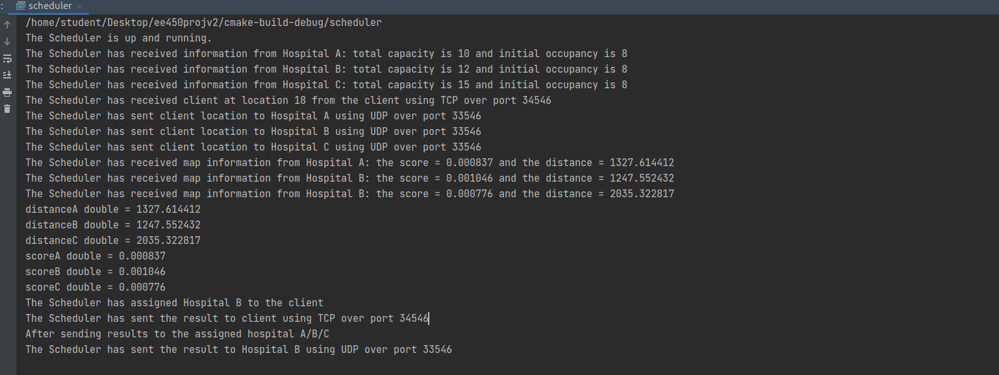 : scheduler ×
/home/student/Desktop/ee450projv2/cmake-build-debug/scheduler
The Scheduler is up and running.
The Scheduler has received information from Hospital A: total capacity is 10 and initial occupancy is 8
The Scheduler has received information from Hospital B: total capacity is 12 and initial occupancy is 8
The Scheduler has received information from Hospital C: total capacity is 15 and initial occupancy is 8
The Scheduler has received client at location 18 from the client using TCP over port 34546
The Scheduler has sent client location to Hospital A using UDP over port 33546
The Scheduler has sent client location to Hospital B using UDP over port 33546
The Scheduler has sent client location to Hospital C using UDP over port 33546
The Scheduler has received map information from Hospital A: the score = 0.000837 and the distance = 1327.614412
The Scheduler has received map information from Hospital B: the score = 0.001046 and the distance = 1247.552432
The Scheduler has received map information from Hospital B: the score = 0.000776 and the distance = 2035.322817
distanceA double = 1327.614412
distanceB double = 1247.552432
distanceC double = 2035.322817
scoreA double = 0.000837
scoreB double = 0.001046
scoreC double = 0.000776
The Scheduler has assigned Hospital B to the client
The Scheduler has sent the result to client using TCP over port 34546
After sending results to the assigned hospital A/B/C
The Scheduler has sent the result to Hospital B using UDP over port 33546